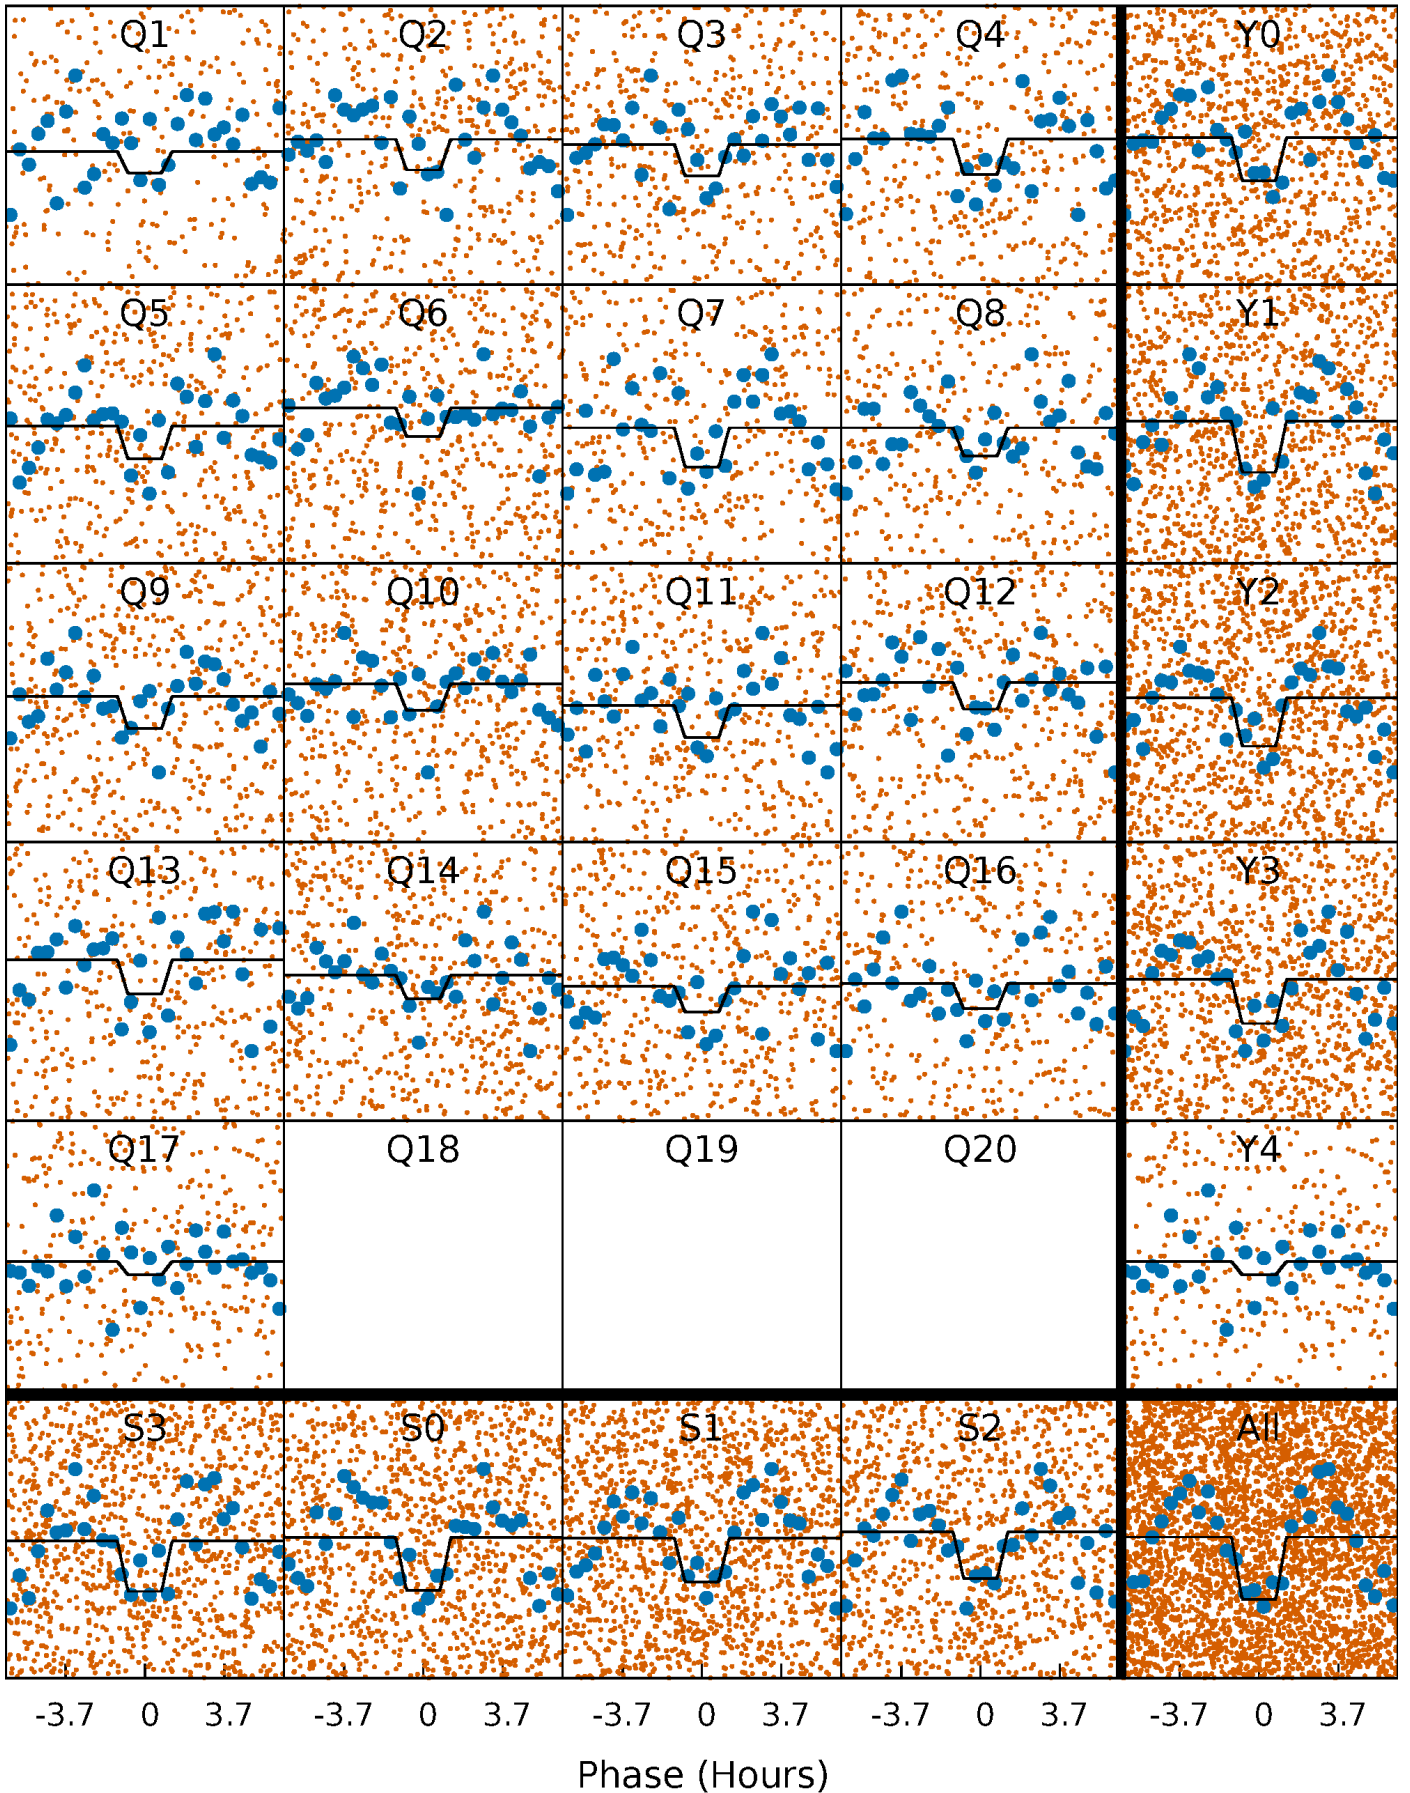 Q1 Q2 Q3 Q4 Y0
Q5 Q6 Q7 Q8 Y1
Q9 Q10 Q11 Q12 Y2
Q13 Q14 Q15 Q16 Y3
Q17 Q18 Q19 Q20 Y4
S3 S0 S1 S2 All
-3.7 0 3.7 -3.7 0 3.7 -3.7 0 3.7 -3.7 0 3.7 -3.7 0 3.7
Phase (Hours)